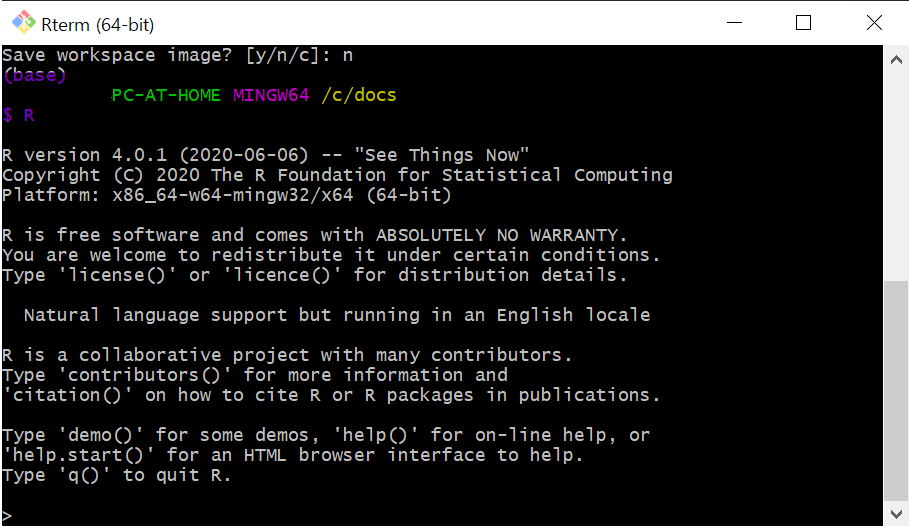 Rterm (64-bit)
Save workspace image? [y/n/c]: n
(base)
PC-AT-HOME MINGW64 /c/docs
$ R
R version 4.0.1 (2020-06-06) -- "See Things Now"
Copyright (C) 2020 The R Foundation for Statistical Computing
Platform: x86_64-w64-mingw32/x64 (64-bit)
R is free software and comes with ABSOLUTELY NO WARRANTY.
You are welcome to redistribute it under certain conditions.
Type 'license()' or 'licence()' for distribution details.
Natural language support but running in an English locale
R is a collaborative project with many contributors.
Type 'contributors()' for more information and
'citation()' on how to cite R or R packages in publications.
Type 'demo()' for some demos, 'help()' for on-line help, or
'help.start()' for an HTML browser interface to help.
Type 'q()' to quit R.
>